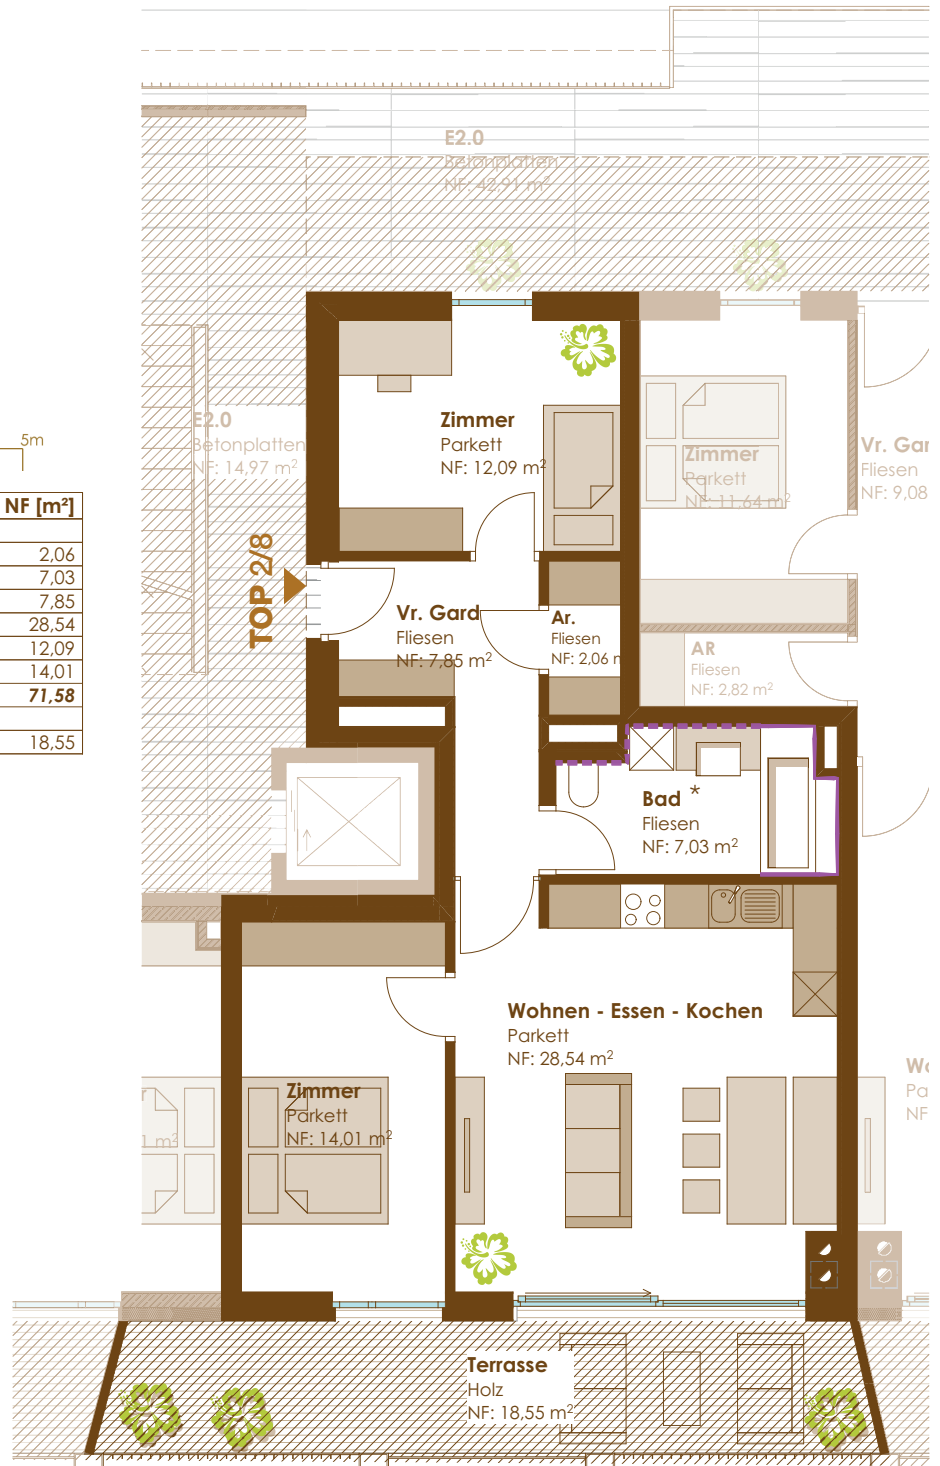 E2.0
Betonplatten
NF: 42,91 m²
E2.0
Betonplatten
NF: 14,97 m²
5m
NF [m²]
2,06
7,03
7,85
28,54
12,09
14,01
71,58
18,55
TOP 2/8
Zimmer
Parkett
NF: 12,09 m²
Zimmer
Parkett
NF: 11,64 m²
Vr. Gar
Fliesen
NF: 9,08
Vr. Gard
Fliesen
NF: 7,85 m²
Ar.
Fliesen
NF: 2,06 m
AR
Fliesen
NF: 2,82 m²
Bad *
Fliesen
NF: 7,03 m²
Wohnen - Essen - Kochen
Parkett
NF: 28,54 m²
Zimmer
Parkett
NF: 14,01 m²
r
1 m²
Wo
Pa
NF
Terrasse
Holz
NF: 18,55 m²